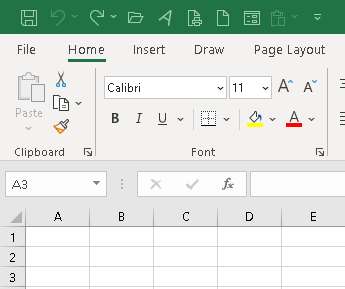 File Home Insert Draw Page Layout
Paste
Calibri 11 A A
B I U A
Clipboard Font
A3 fx
A B C D E
1
2
3